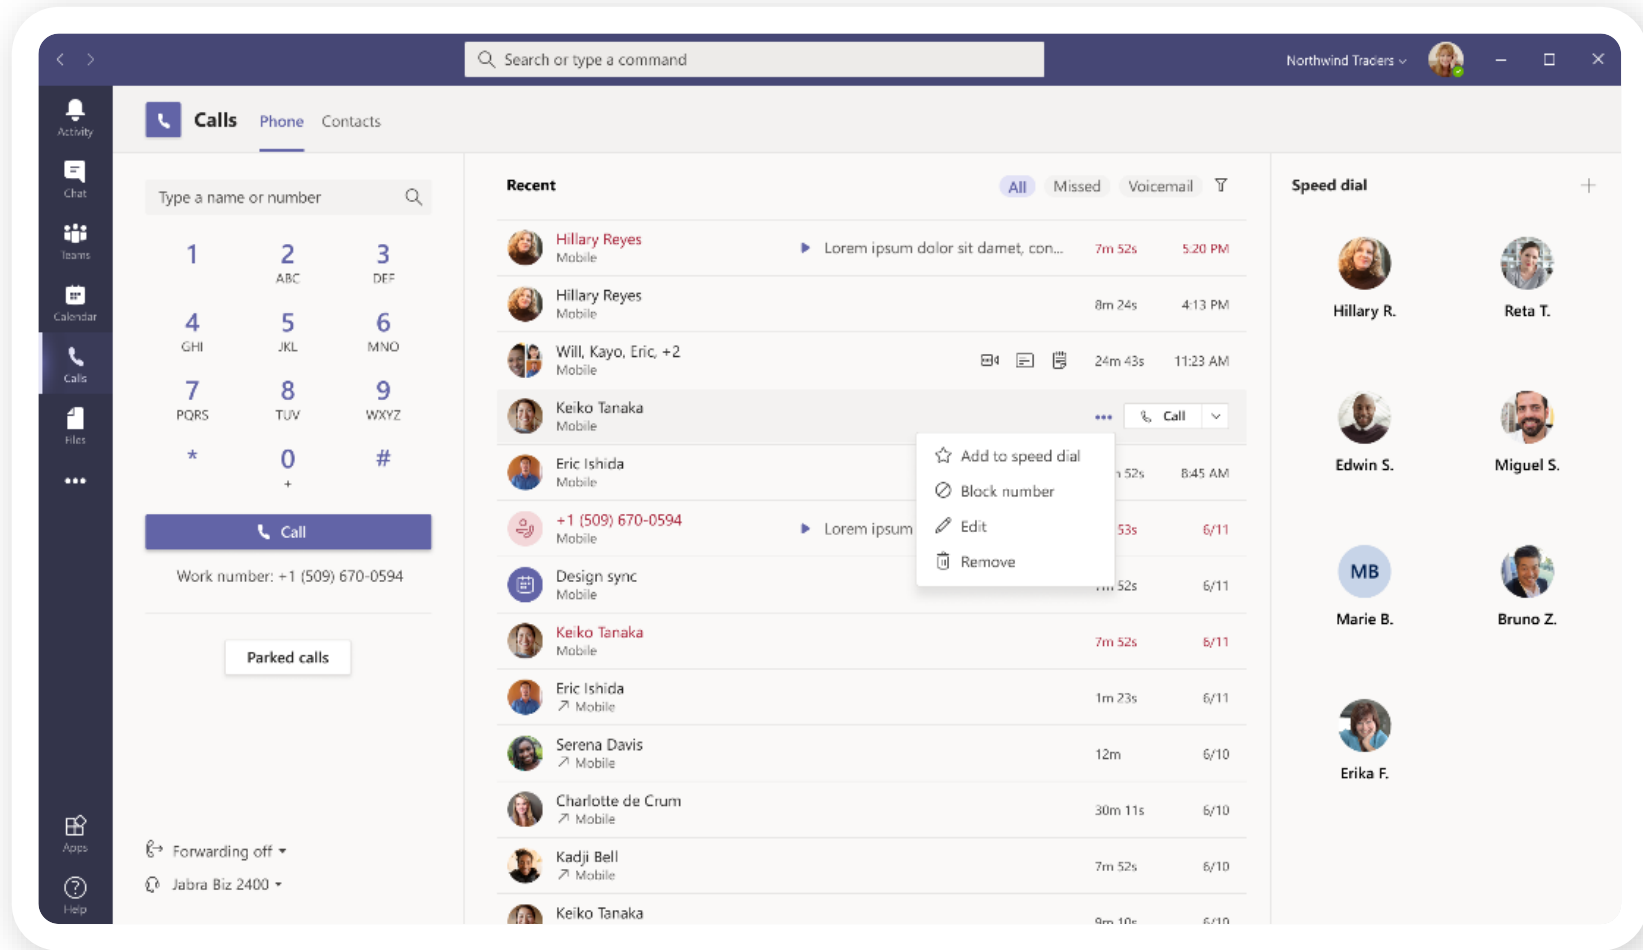 Search or type a command
Northwind Traders
Activity
Chat
Teams
Calendar
Calls
Files
Apps
Help
Calls Phone Contacts
Type a name or number
1 2 3
ABC DEF
4 5 6
GHI JKL MNO
7 8 9
PQRS TUV WXYZ
* 0 #
+
Call
Work number: +1 (509) 670-0594
Parked calls
Forwarding off
Jabra Biz 2400
Recent All Missed Voicemail
Hillary Reyes
Mobile
Lorem ipsum dolor sit damet, con... 7m 52s 5:20 PM
Hillary Reyes
Mobile
8m 24s 4:13 PM
Will, Kayo, Eric, +2
Mobile
24m 43s 11:23 AM
Keiko Tanaka
Mobile
••• Call
Add to speed dial
Block number
Edit
Remove
Eric Ishida
Mobile
52s 8:45 AM
+1 (509) 670-0594
Mobile
Lorem ipsum 53s 6/11
Design sync
Mobile
52s 6/11
Keiko Tanaka
Mobile
7m 52s 6/11
Eric Ishida
Mobile
1m 23s 6/11
Serena Davis
Mobile
12m 6/10
Charlotte de Crum
Mobile
30m 11s 6/10
Kadji Bell
Mobile
7m 52s 6/10
Keiko Tanaka
9m 10s 6/10
Speed dial
Hillary R. Reta T.
Edwin S. Miguel S.
MB
Marie B. Bruno Z.
Erika F.